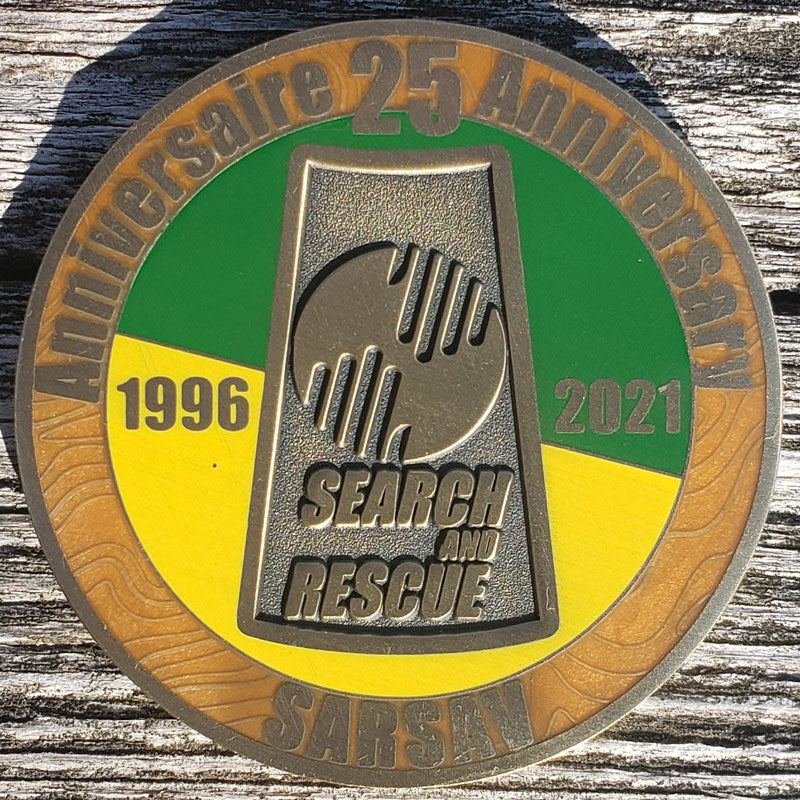 Anniversaire 25 Anniversary
1996
2021
SEARCH
AND
RESCUE
SARSAV